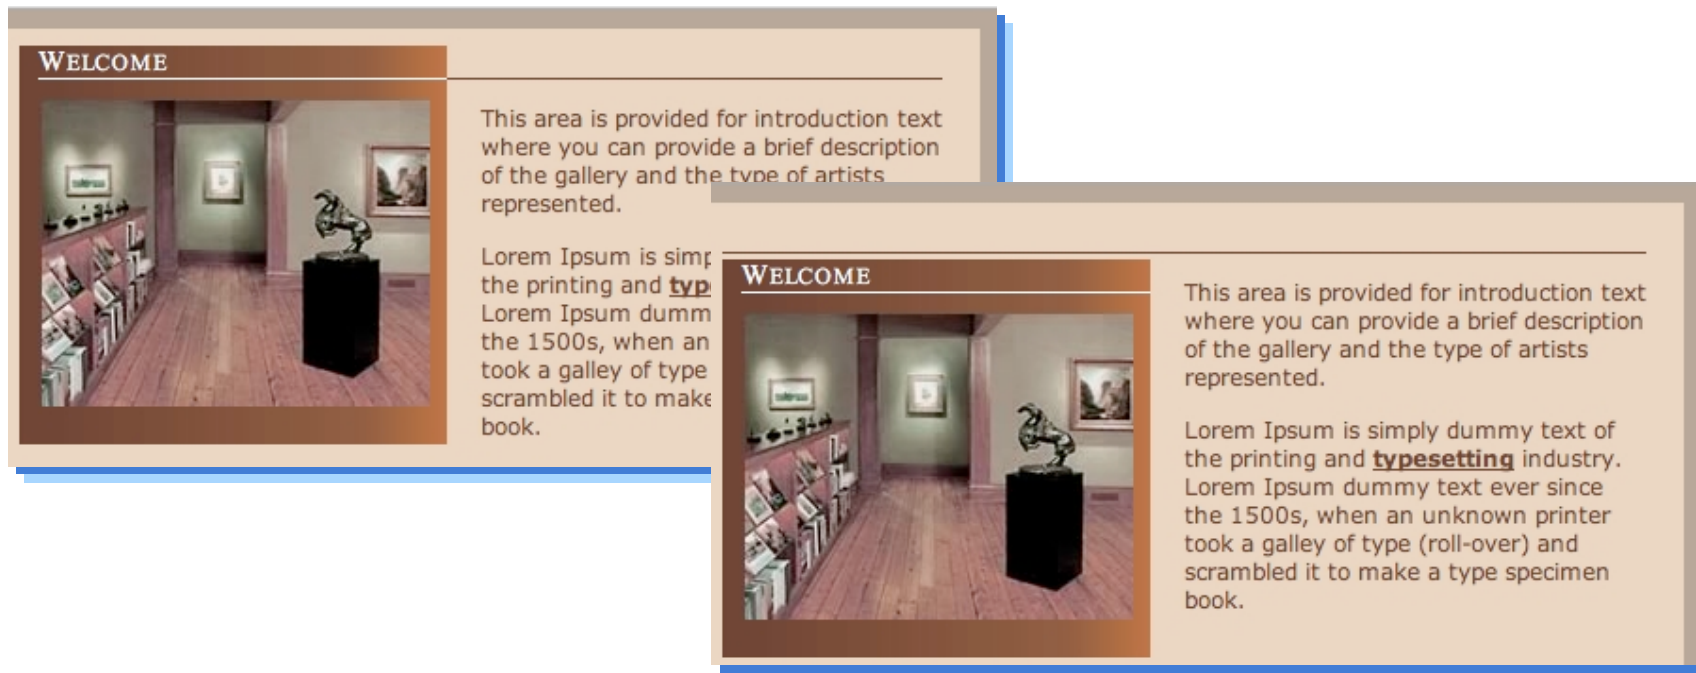 WELCOME
This area is provided for introduction text
where you can provide a brief description
of the gallery and the type of artists
represented.
Lorem Ipsum is simp
the printing and typ
Lorem Ipsum dumm
the 1500s, when an
took a galley of type
scrambled it to make
book.
WELCOME
This area is provided for introduction text
where you can provide a brief description
of the gallery and the type of artists
represented.
Lorem Ipsum is simply dummy text of
the printing and typesetting industry.
Lorem Ipsum dummy text ever since
the 1500s, when an unknown printer
took a galley of type (roll-over) and
scrambled it to make a type specimen
book.